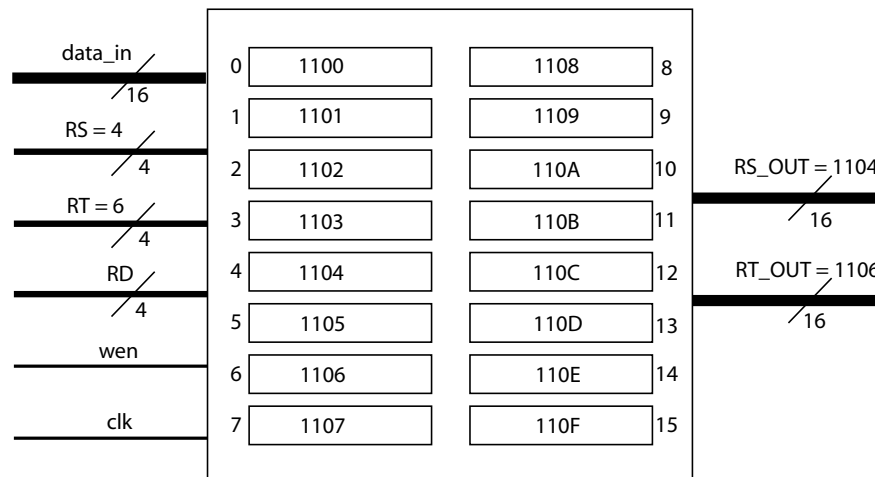 data_in
16
RS = 4
4
RT = 6
4
RD
4
wen
clk
0 1100 1108 8
1 1101 1109 9
2 1102 110A 10
3 1103 110B 11
4 1104 110C 12
5 1105 110D 13
6 1106 110E 14
7 1107 110F 15
RS_OUT = 1104
16
RT_OUT = 1106
16